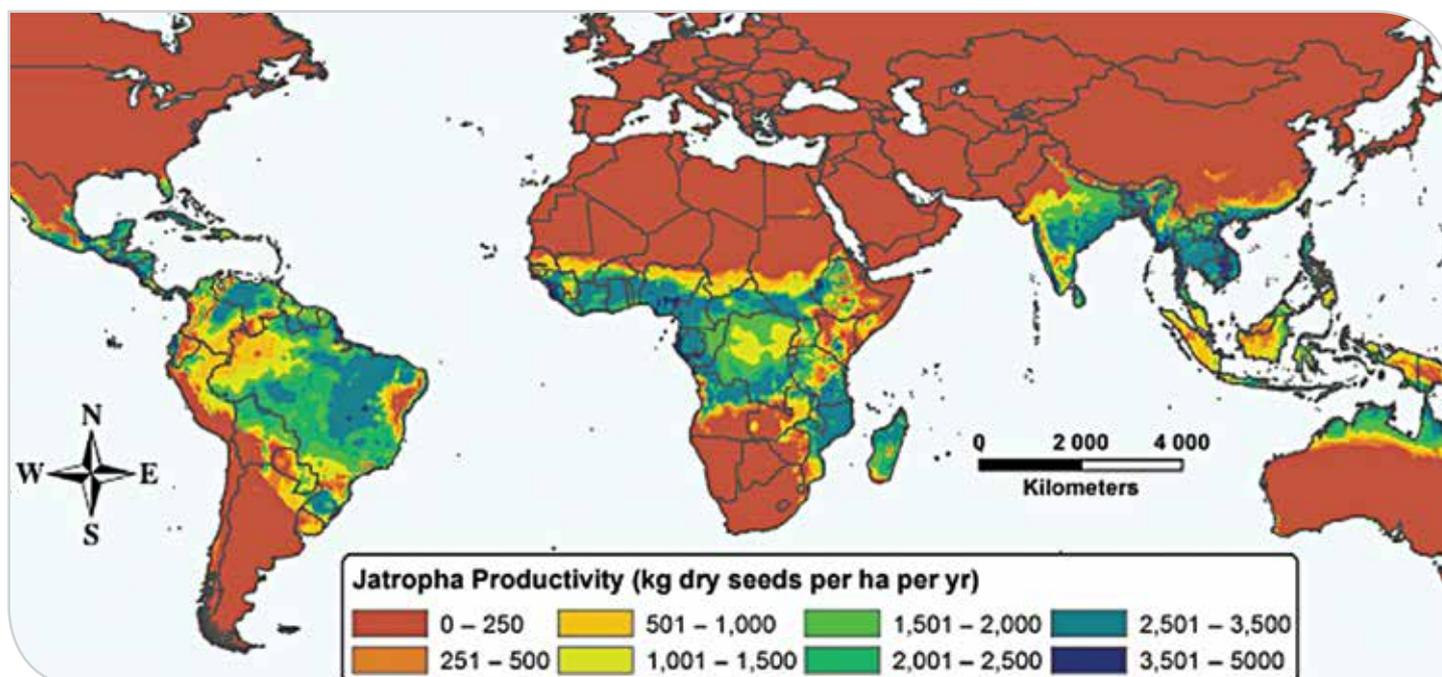 N
W E
S
0 2 000 4 000
Kilometers
Jatropha Productivity (kg dry seeds per ha per yr)
0 – 250 501 – 1,000 1,501 – 2,000 2,501 – 3,500
251 – 500 1,001 – 1,500 2,001 – 2,500 3,501 – 5000